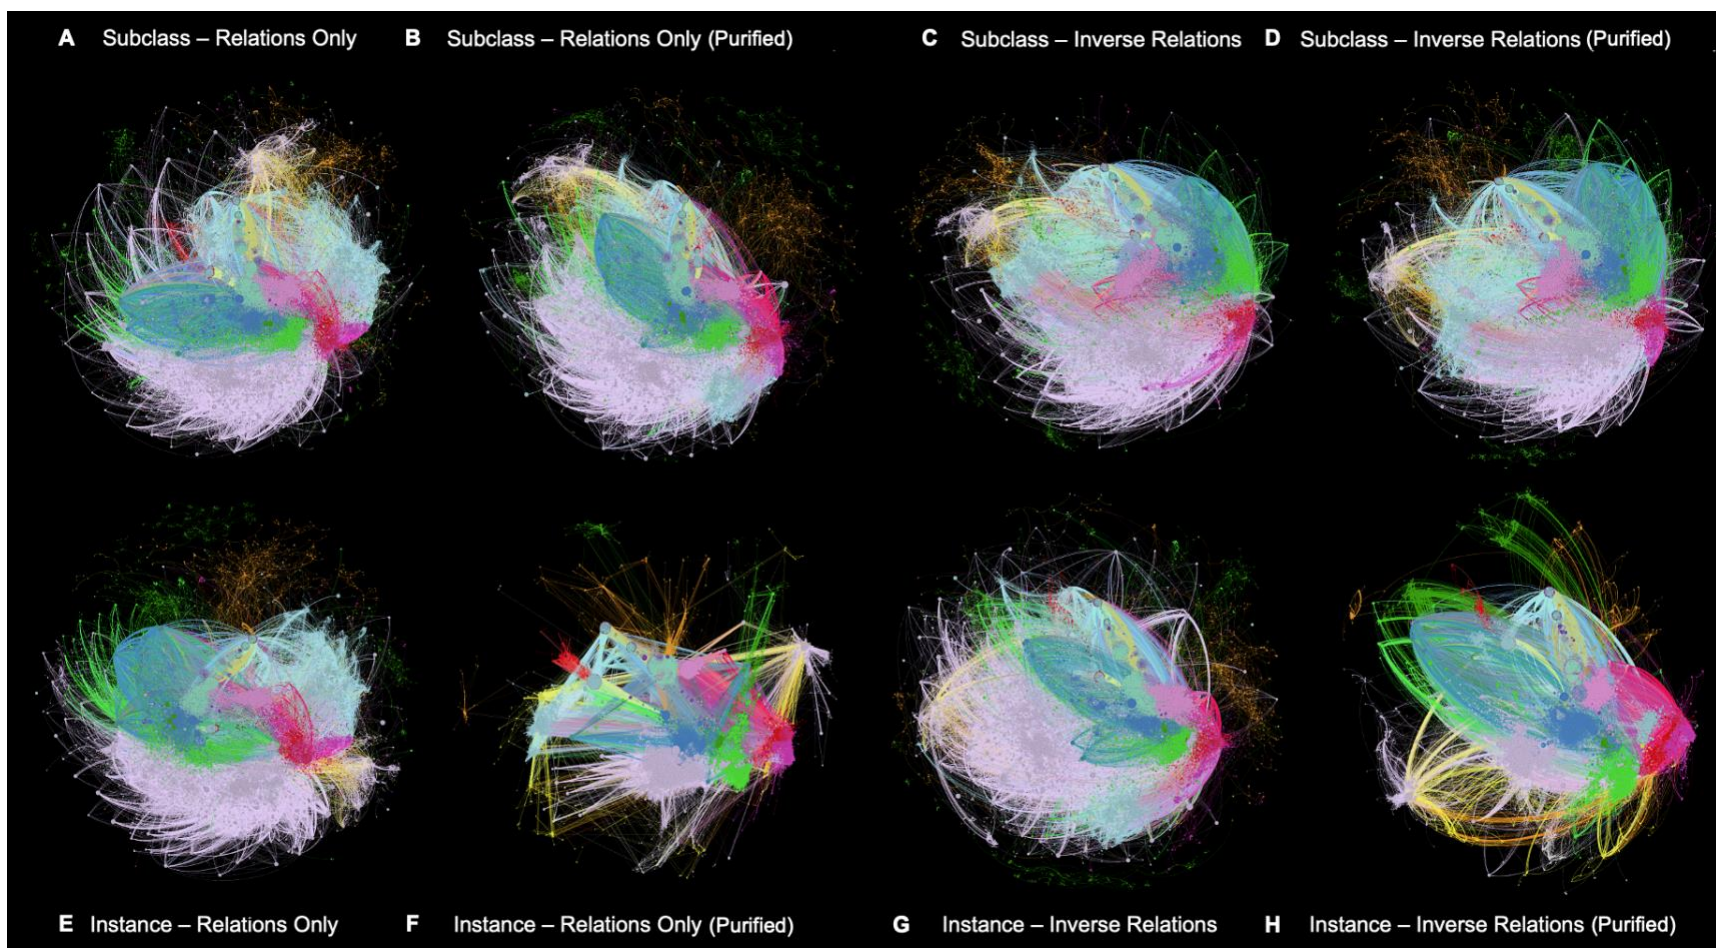 A Subclass – Relations Only
B Subclass – Relations Only (Purified)
C Subclass – Inverse Relations
D Subclass – Inverse Relations (Purified)
E Instance – Relations Only
F Instance – Relations Only (Purified)
G Instance – Inverse Relations
H Instance – Inverse Relations (Purified)